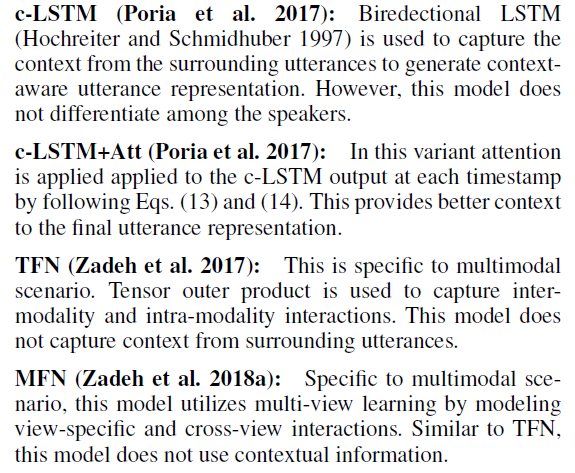 c-LSTM (Poria et al. 2017): Biredectional LSTM
(Hochreiter and Schmidhuber 1997) is used to capture the
context from the surrounding utterances to generate context-
aware utterance representation. However, this model does
not differentiate among the speakers.
c-LSTM+Att (Poria et al. 2017): In this variant attention
is applied applied to the c-LSTM output at each timestamp
by following Eqs. (13) and (14). This provides better context
to the final utterance representation.
TFN (Zadeh et al. 2017): This is specific to multimodal
scenario. Tensor outer product is used to capture inter-
modality and intra-modality interactions. This model does
not capture context from surrounding utterances.
MFN (Zadeh et al. 2018a): Specific to multimodal sce-
nario, this model utilizes multi-view learning by modeling
view-specific and cross-view interactions. Similar to TFN,
this model does not use contextual information.